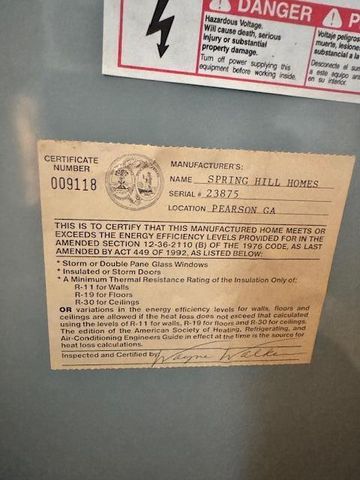 DANGER
Hazardous Voltage.
Will cause death, serious
injury or substantial
property damage.
Turn off power supplying this
equipment before working inside.
P
Voltaje peligros
muerte, lesione
substancial a la
Desconecte al sum
a este equipo an
en su interior.
CERTIFICATE
NUMBER
009118
MANUFACTURER'S:
NAME SPRING HILL HOMES
SERIAL # 23875
LOCATION PEARSON GA
THIS IS TO CERTIFY THAT THIS MANUFACTURED HOME MEETS OR
EXCEEDS THE ENERGY EFFICIENCY LEVELS PROVIDED FOR IN THE
AMENDED SECTION 12-36-2110 (B) OF THE 1976 CODE, AS LAST
AMENDED BY ACT 449 OF 1992, AS LISTED BELOW:
* Storm or Double Pane Glass Windows
* Insulated or Storm Doors
* A Minimum Thermal Resistance Rating of the Insulation Only of:
R-11 for Walls
R-19 for Floors
R-30 for Ceilings
OR variations in the energy efficiency levels for walls, floors and
ceilings are allowed if the heat loss does not exceed that calculated
using the levels of R-11 for walls, R-19 for floors and R-30 for ceilings.
The edition of the American Society of Heating, Refrigerating, and
Air-Conditioning Engineers Guide in effect at the time is the source for
heat loss calculations.
Inspected and Certified by Wayne Walker